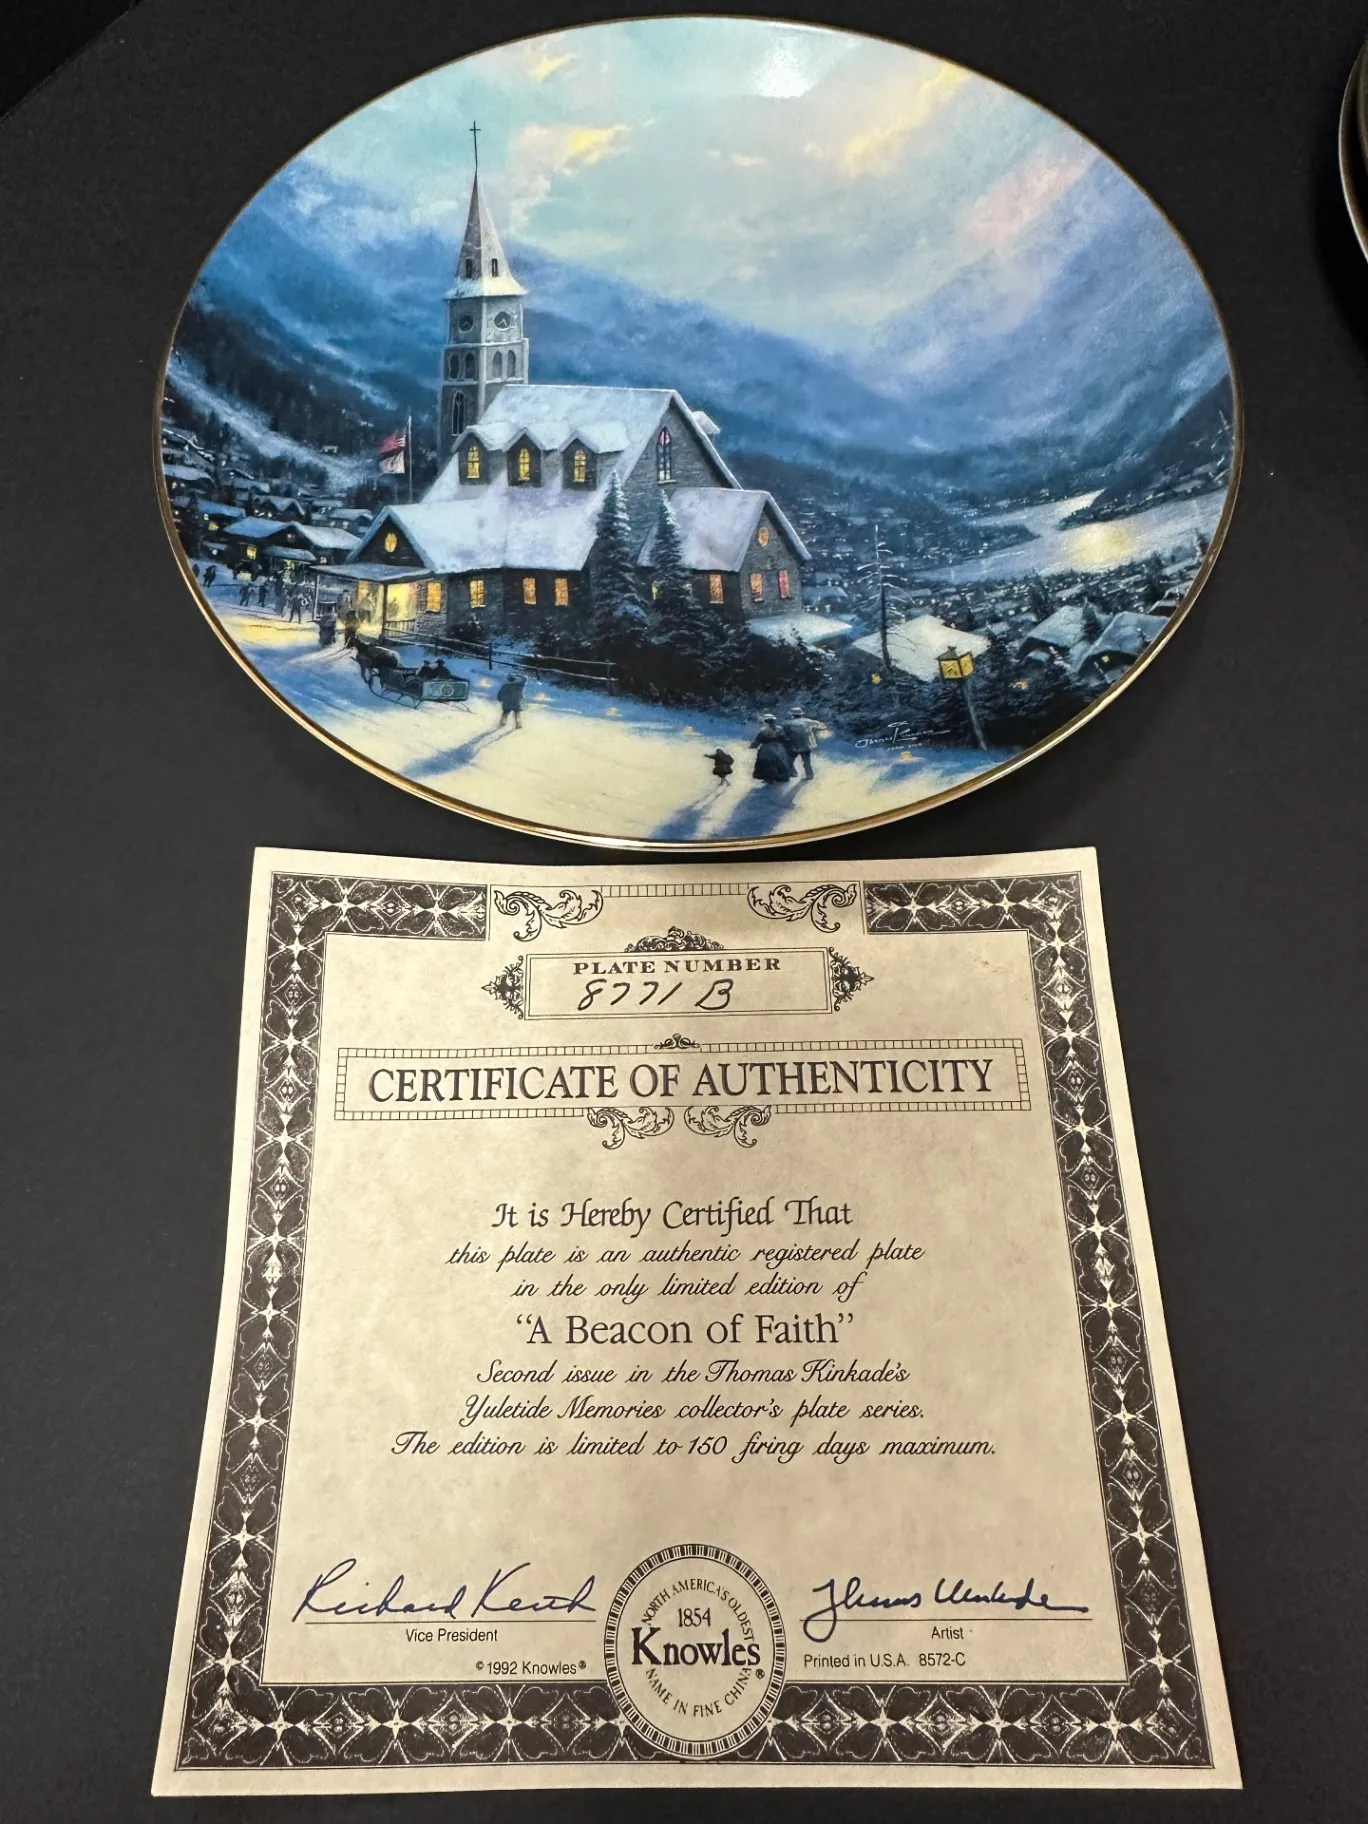 PLATE NUMBER
8771 B
CERTIFICATE OF AUTHENTICITY
It is Hereby Certified That
this plate is an authentic registered plate
in the only limited edition of
“A Beacon of Faith”
Second issue in the Thomas Kinkade's
Yuletide Memories collector's plate series.
The edition is limited to 150 firing days maximum.
Richard
Vice President
© 1992 Knowles®
NORTH AMERICA'S OLDEST
1854
Knowles®
NAME IN FINE CHINA
Thomas Kinkade
Artist
Printed in U.S.A. 8572-C